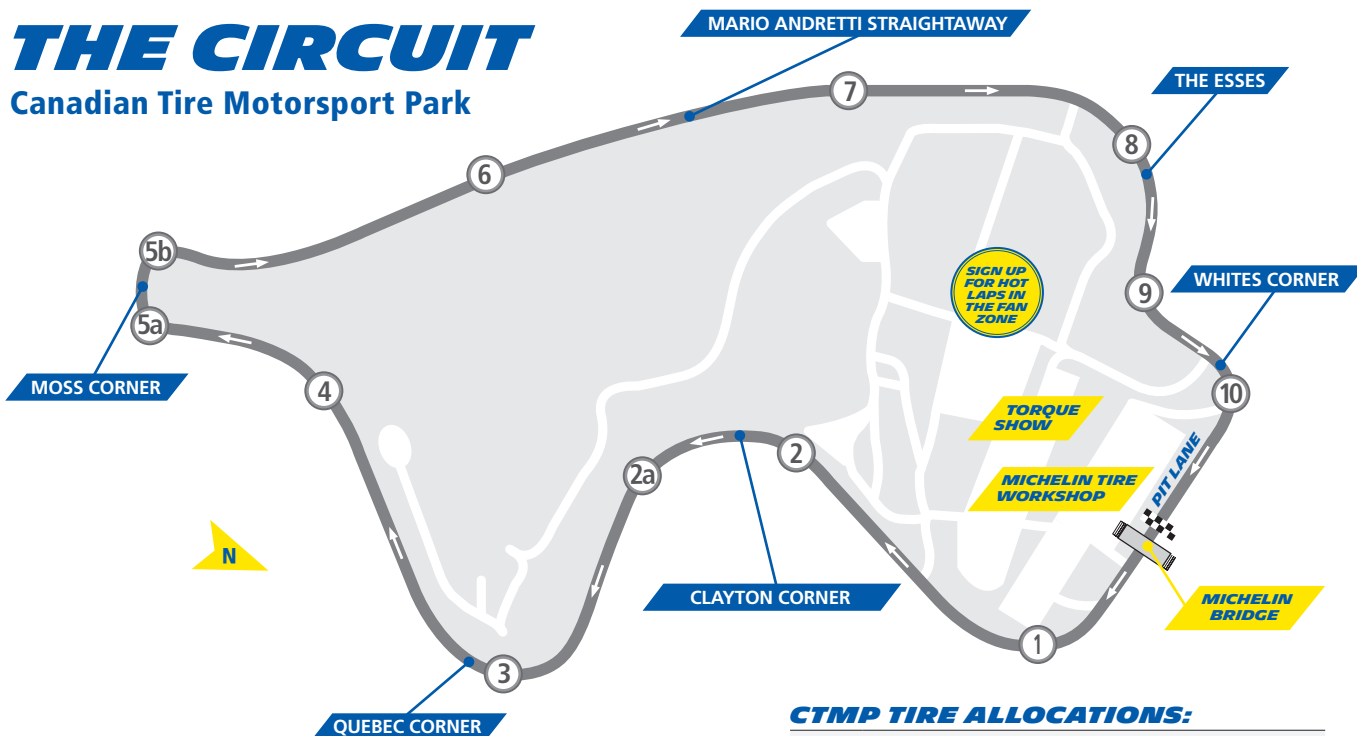 THE CIRCUIT
Canadian Tire Motorsport Park
MARIO ANDRETTI STRAIGHTAWAY
THE ESSES
7
8
6
5b
5a
MOSS CORNER
4
SIGN UP
FOR HOT
LAPS IN
THE FAN
ZONE
9
WHITES CORNER
10
TORQUE
SHOW
MICHELIN TIRE
WORKSHOP
PIT LANE
2
2a
N
CLAYTON CORNER
MICHELIN
BRIDGE
1
3
QUEBEC CORNER
CTMP TIRE ALLOCATIONS: